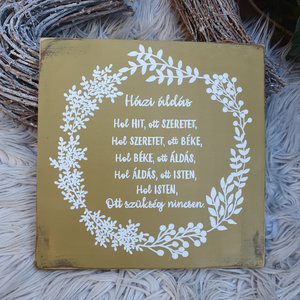 Házi áldás
Hol HIT, ott SZERETET,
Hol SZERETET, ott BÉKE,
Hol BÉKE, ott ÁLDÁS,
Hol ÁLDÁS, ott ISTEN,
Hol ISTEN,
Ott szükség nincsen.